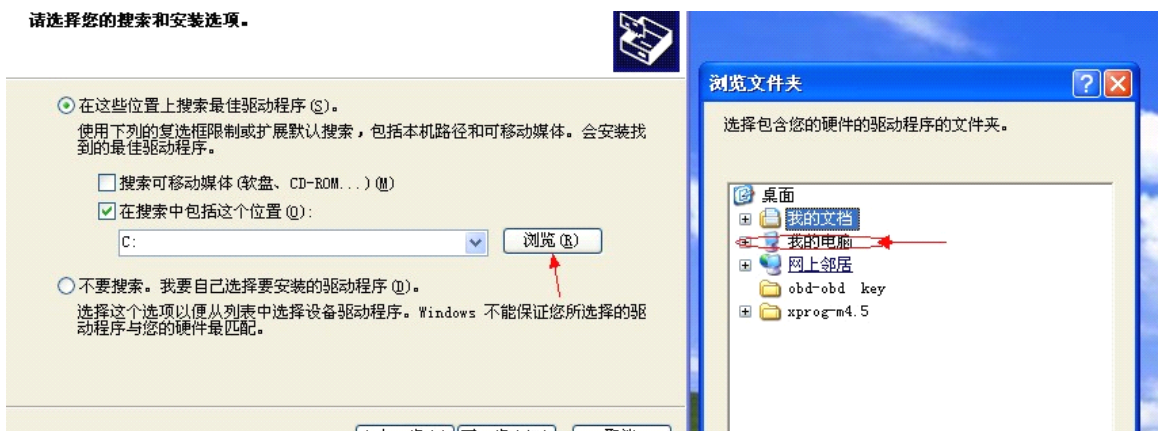 请选择您的搜索和安装选项。
在这些位置上搜索最佳驱动程序(S)。
使用下列的复选框限制或扩展默认搜索，包括本机路径和可移动媒体。会安装找
到的最佳驱动程序。
搜索可移动媒体(软盘、CD-ROM...)(M)
在搜索中包括这个位置(O):
C:
浏览(R)
不要搜索。我要自己选择要安装的驱动程序(D)。
选择这个选项以便从列表中选择设备驱动程序。Windows 不能保证您所选择的驱
动程序与您的硬件最匹配。
浏览文件夹
选择包含您的硬件的驱动程序的文件夹。
桌面
我的文档
我的电脑
网上邻居
obd-obd key
xprog-m4.5